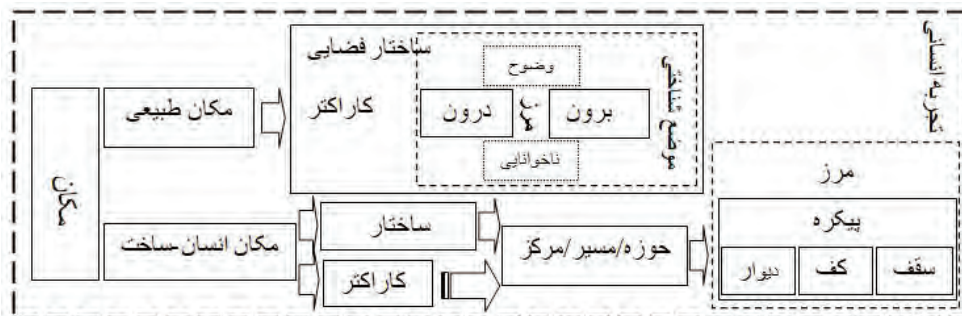 تجربه انسانی
ساختار فضایی
کاراکتر
موضع شناختی
وضوح
برون
مرز
درون
ناخوانایی
مکان طبیعی
مکان
مکان انسان-ساخت
ساختار
کاراکتر
حوزه/مسیر/مرکز
مرز
پیکره
سقف
کف
دیوار